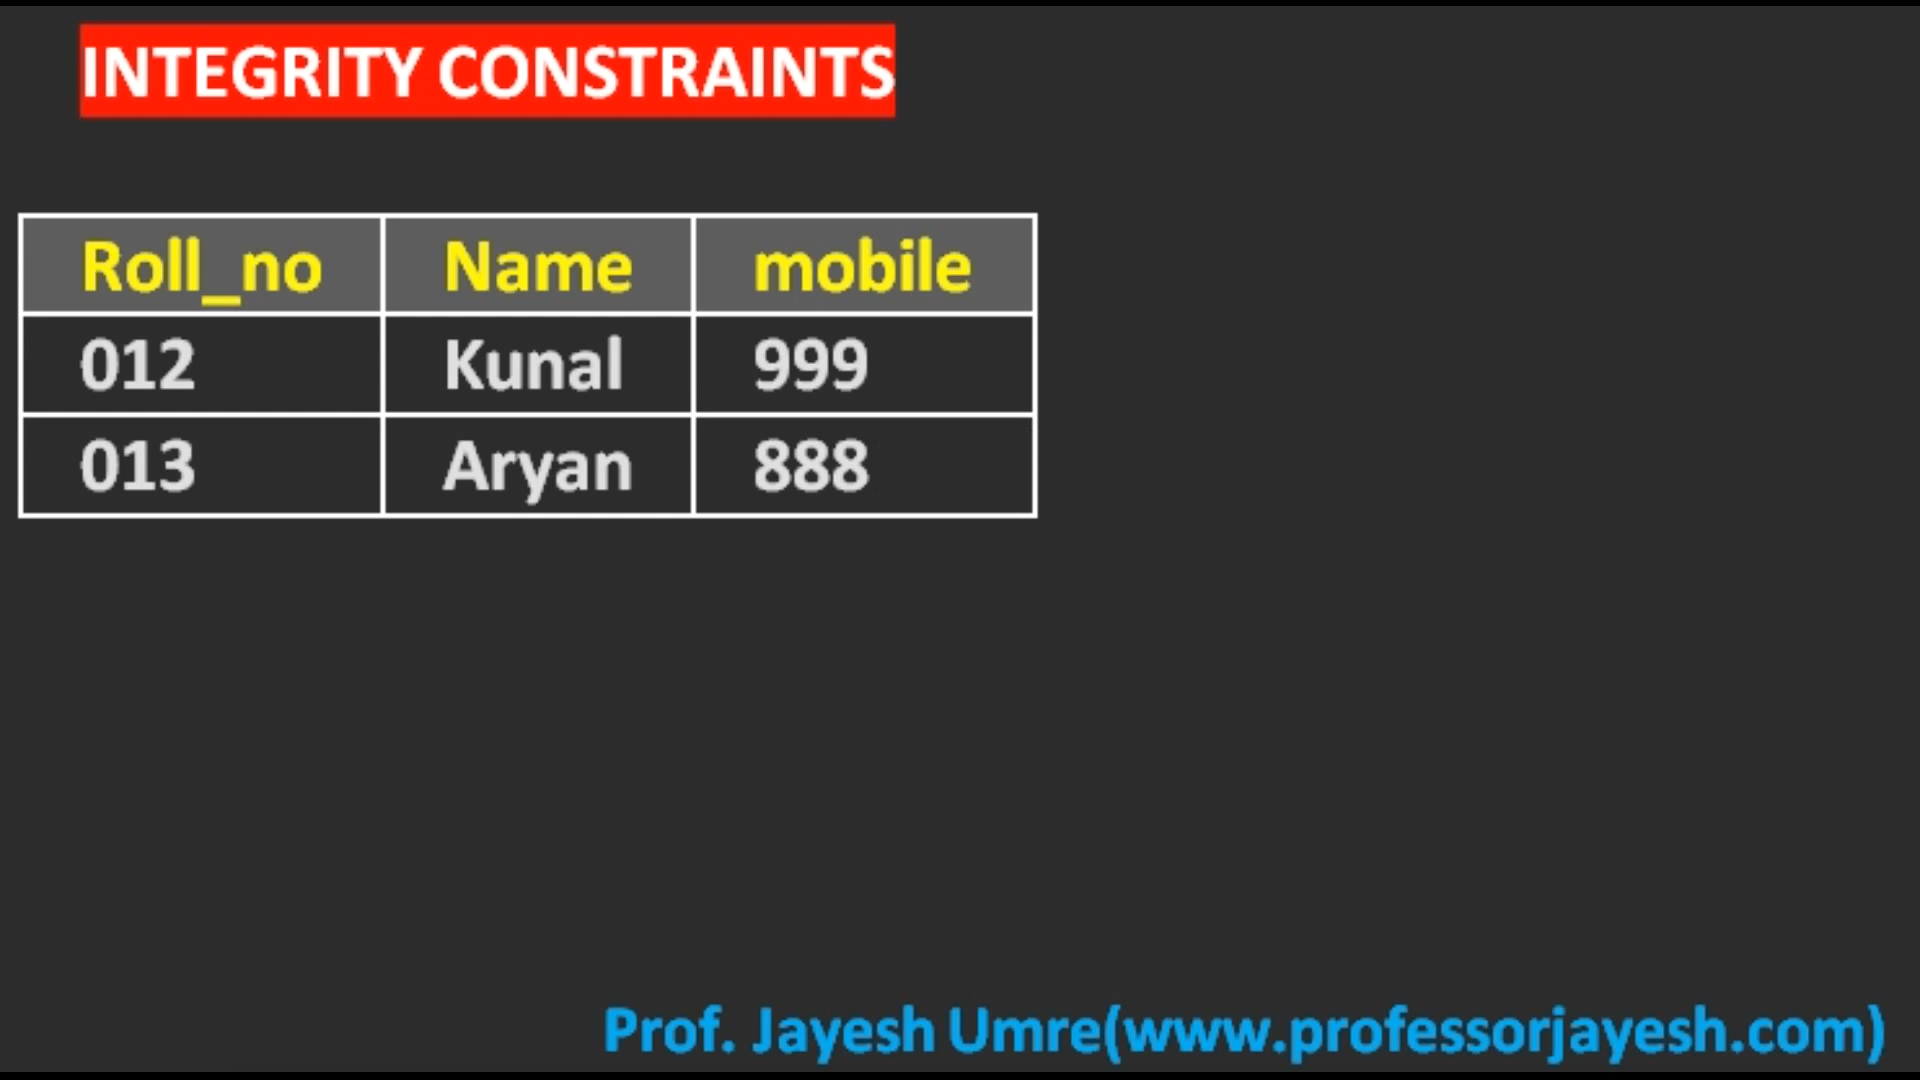 INTEGRITY CONSTRAINTS
Roll_no Name mobile
012 Kunal 999
013 Aryan 888
Prof. Jayesh Umre(www.professorjayesh.com)